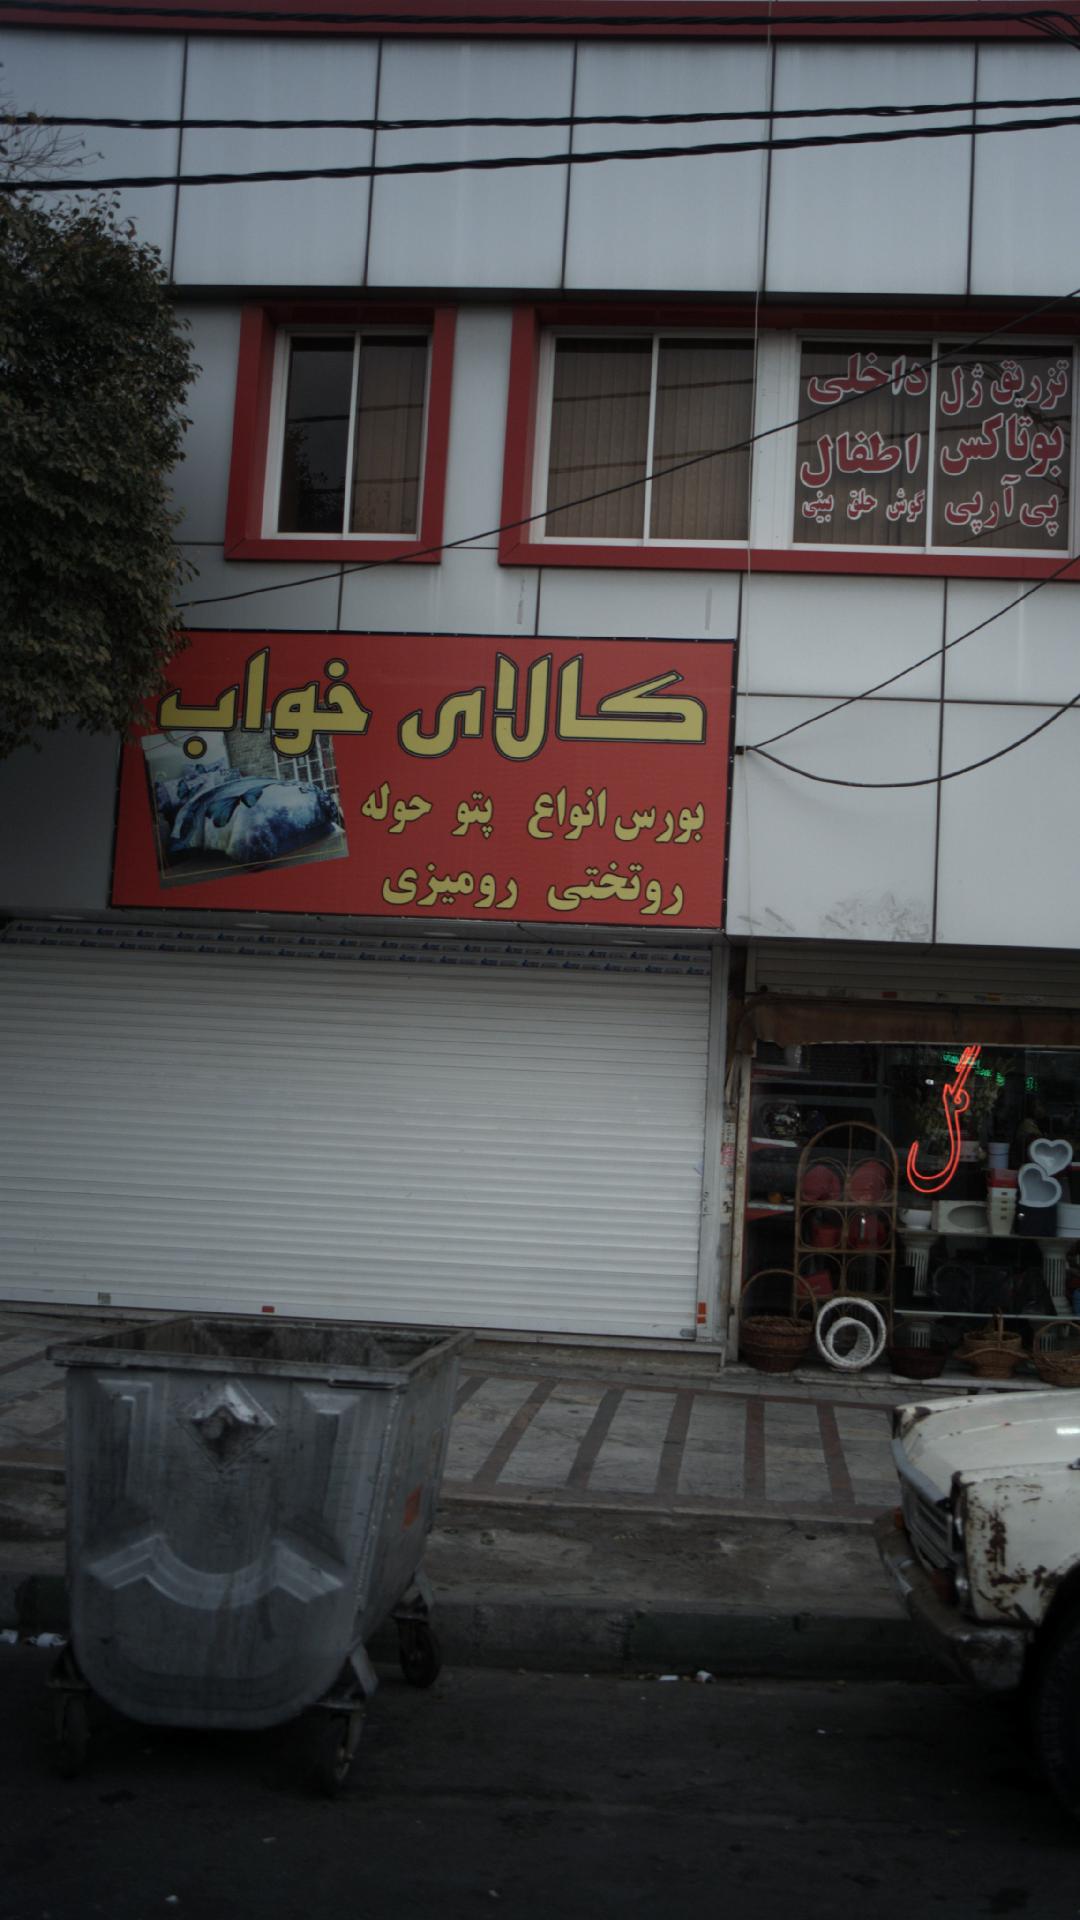 تزریق ژل داخلی
بوتاکس اطفال
پی آر پی گوش حلق بینی
کالای خواب
بورس انواع پتو حوله
روتختی رومیزی
گل